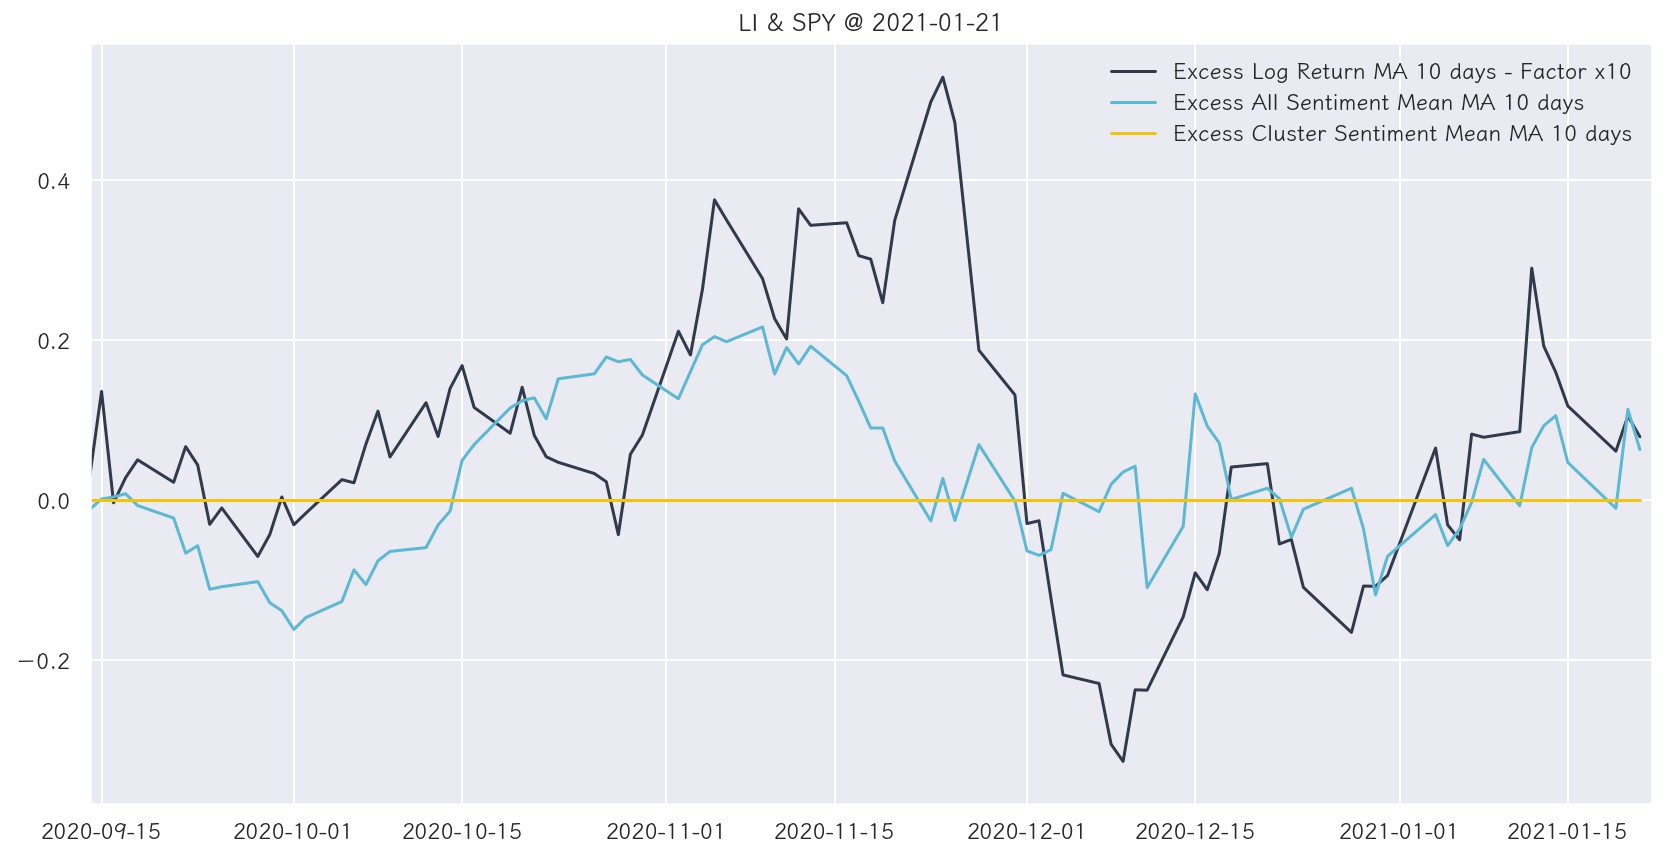 LI & SPY @ 2021-01-21
Excess Log Return MA 10 days - Factor x10
Excess All Sentiment Mean MA 10 days
Excess Cluster Sentiment Mean MA 10 days
0.4
0.2
0.0
−0.2
2020-09-15 2020-10-01 2020-10-15 2020-11-01 2020-11-15 2020-12-01 2020-12-15 2021-01-01 2021-01-15